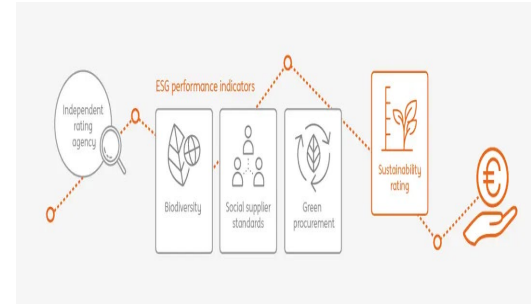 ESG performance indicators
Independent
rating
agency
Biodiversity
Social supplier
standards
Green
procurement
Sustainability
rating
€